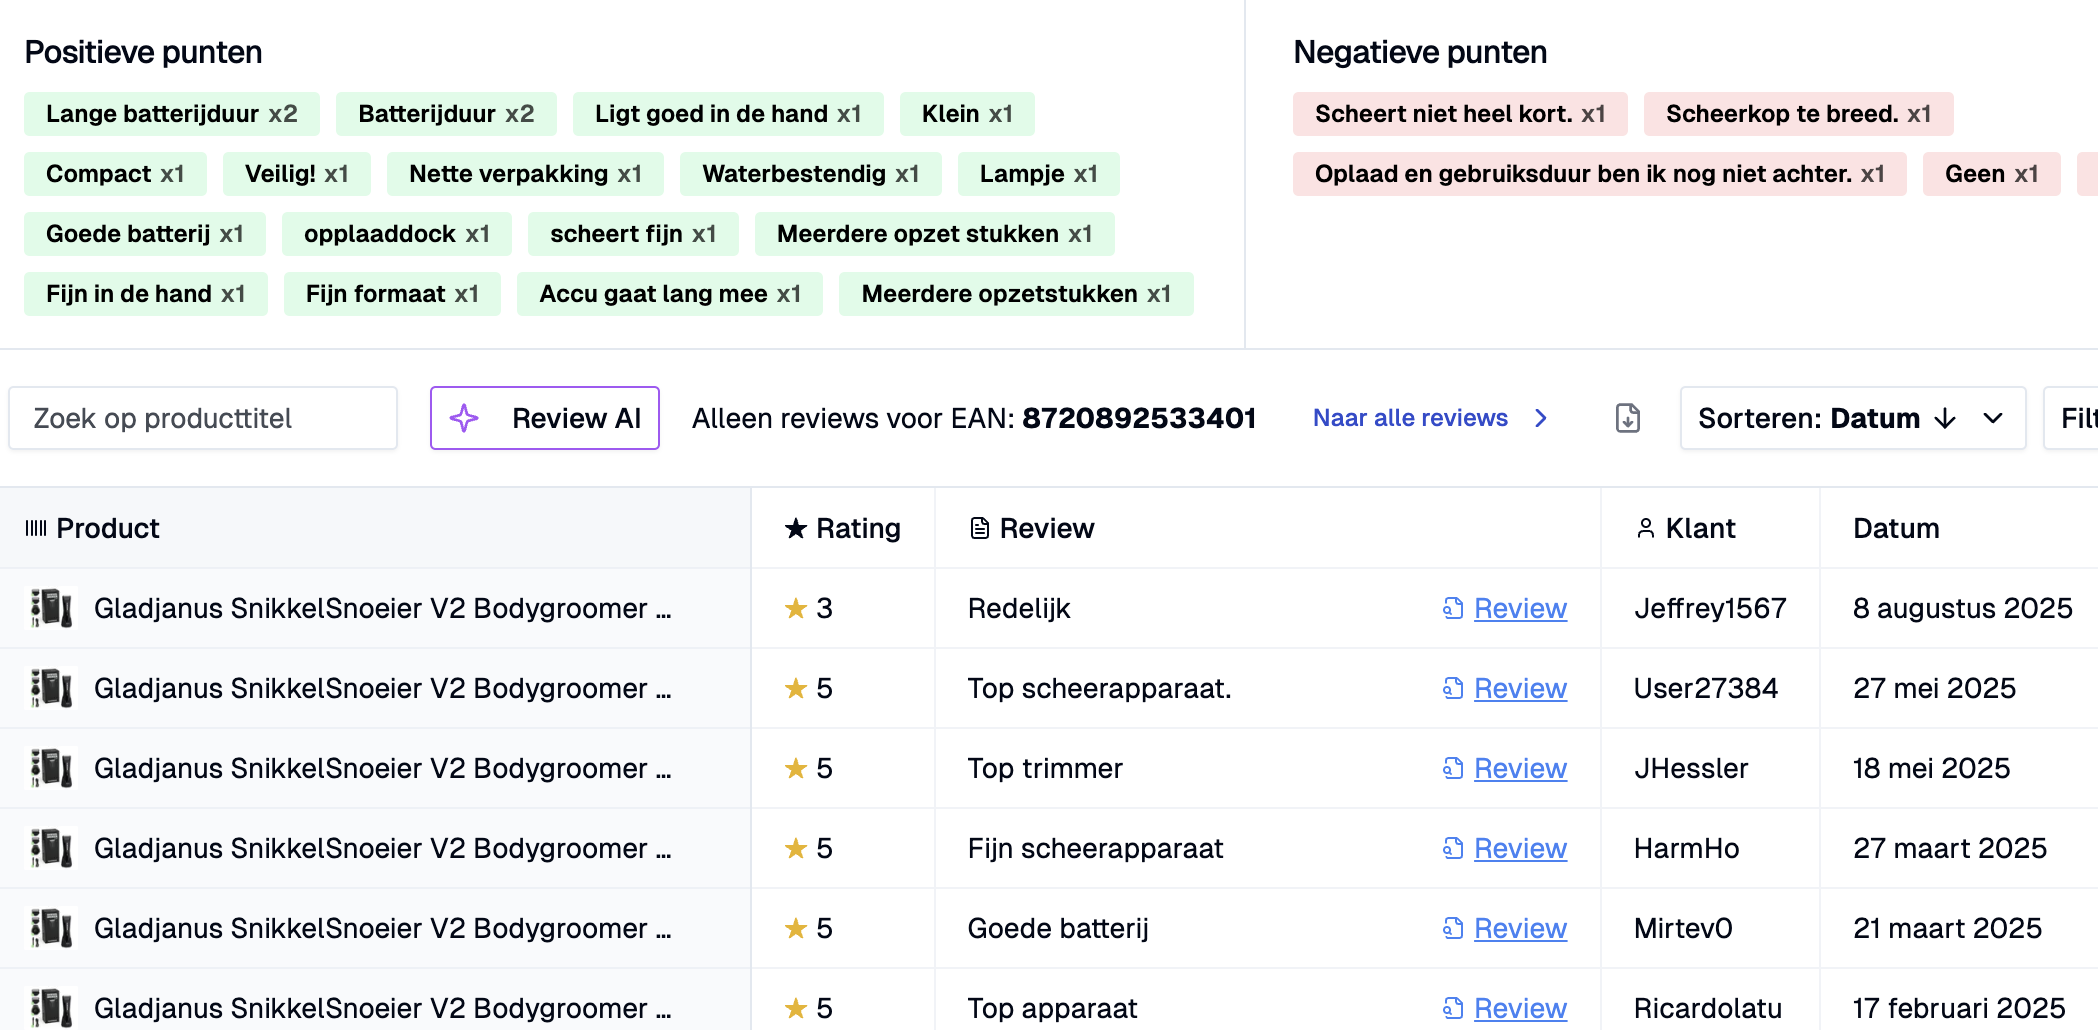 Positieve punten
Lange batterijduur x2 Batterijduur x2 Ligt goed in de hand x1 Klein x1
Compact x1 Veilig! x1 Nette verpakking x1 Waterbestendig x1 Lampje x1
Goede batterij x1 opplaaddock x1 scheert fijn x1 Meerdere opzet stukken x1
Fijn in de hand x1 Fijn formaat x1 Accu gaat lang mee x1 Meerdere opzetstukken x1
Negatieve punten
Scheert niet heel kort. x1 Scheerkop te breed. x1
Oplaad en gebruiksduur ben ik nog niet achter. x1 Geen x1
Zoek op producttitel Review AI Alleen reviews voor EAN: 8720892533401 Naar alle reviews Sorteren: Datum ↓ Filt
Product Rating Review Klant Datum
Gladjanus SnikkelSnoeier V2 Bodygroomer ... 3 Redelijk Review Jeffrey1567 8 augustus 2025
Gladjanus SnikkelSnoeier V2 Bodygroomer ... 5 Top scheerapparaat. Review User27384 27 mei 2025
Gladjanus SnikkelSnoeier V2 Bodygroomer ... 5 Top trimmer Review JHessler 18 mei 2025
Gladjanus SnikkelSnoeier V2 Bodygroomer ... 5 Fijn scheerapparaat Review HarmHo 27 maart 2025
Gladjanus SnikkelSnoeier V2 Bodygroomer ... 5 Goede batterij Review Mirtev0 21 maart 2025
Gladjanus SnikkelSnoeier V2 Bodygroomer ... 5 Top apparaat Review Ricardolatu 17 februari 2025